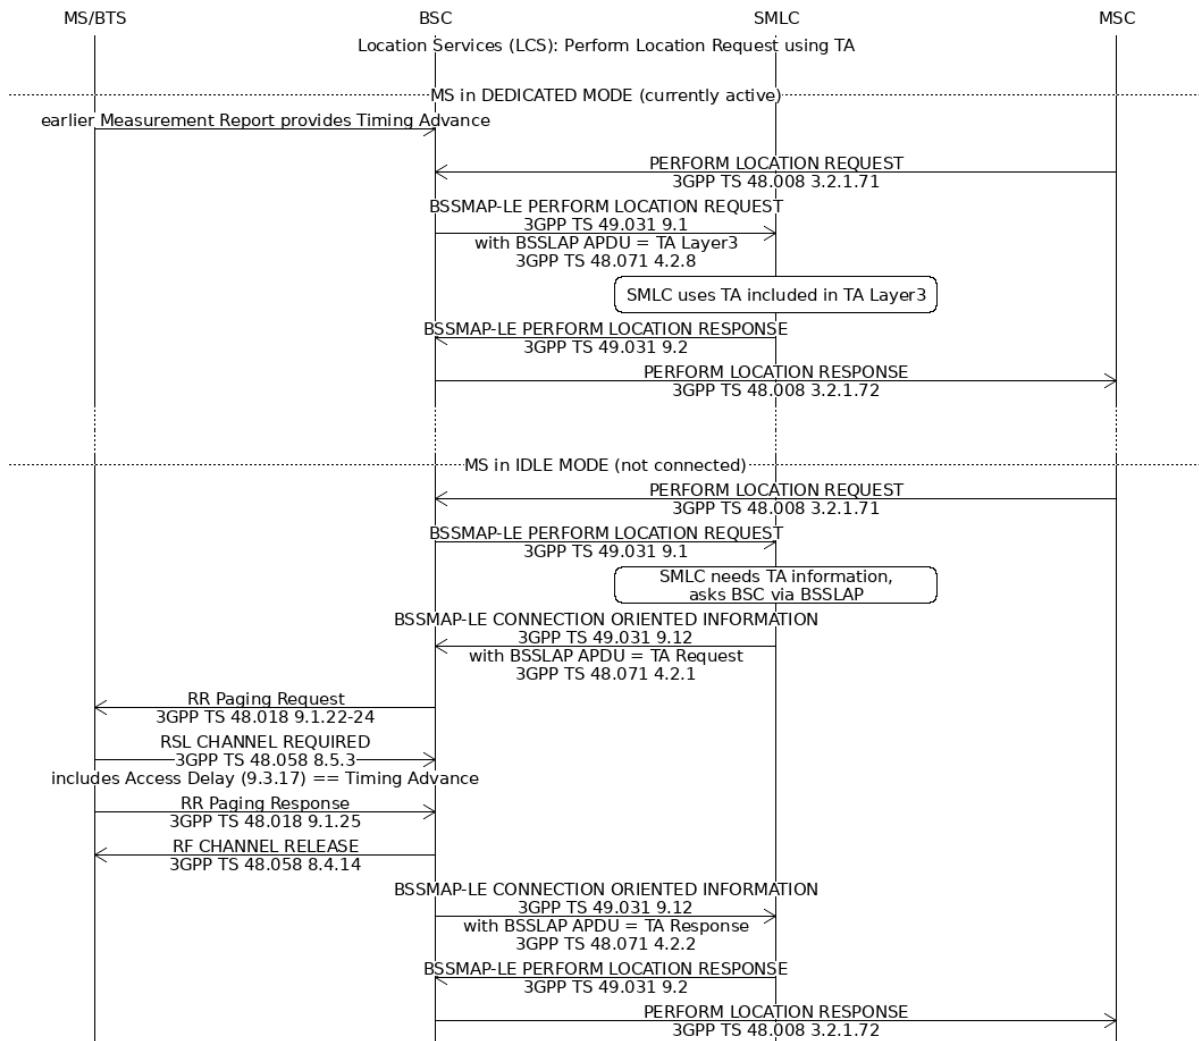 MS/BTS BSC SMLC MSC
Location Services (LCS): Perform Location Request using TA
MS in DEDICATED MODE (currently active)
earlier Measurement Report provides Timing Advance
PERFORM LOCATION REQUEST
3GPP TS 48.008 3.2.1.71
BSSMAP-LE PERFORM LOCATION REQUEST
3GPP TS 49.031 9.1
with BSSLAP APDU = TA Layer3
3GPP TS 48.071 4.2.8
SMLC uses TA included in TA Layer3
BSSMAP-LE PERFORM LOCATION RESPONSE
3GPP TS 49.031 9.2
PERFORM LOCATION RESPONSE
3GPP TS 48.008 3.2.1.72
MS in IDLE MODE (not connected)
PERFORM LOCATION REQUEST
3GPP TS 48.008 3.2.1.71
BSSMAP-LE PERFORM LOCATION REQUEST
3GPP TS 49.031 9.1
SMLC needs TA information,
asks BSC via BSSLAP
BSSMAP-LE CONNECTION ORIENTED INFORMATION
3GPP TS 49.031 9.12
with BSSLAP APDU = TA Request
3GPP TS 48.071 4.2.1
RR Paging Request
3GPP TS 48.018 9.1.22-24
RSL CHANNEL REQUIRED
3GPP TS 48.058 8.5.3
includes Access Delay (9.3.17) == Timing Advance
RR Paging Response
3GPP TS 48.018 9.1.25
RF CHANNEL RELEASE
3GPP TS 48.058 8.4.14
BSSMAP-LE CONNECTION ORIENTED INFORMATION
3GPP TS 49.031 9.12
with BSSLAP APDU = TA Response
3GPP TS 48.071 4.2.2
BSSMAP-LE PERFORM LOCATION RESPONSE
3GPP TS 49.031 9.2
PERFORM LOCATION RESPONSE
3GPP TS 48.008 3.2.1.72